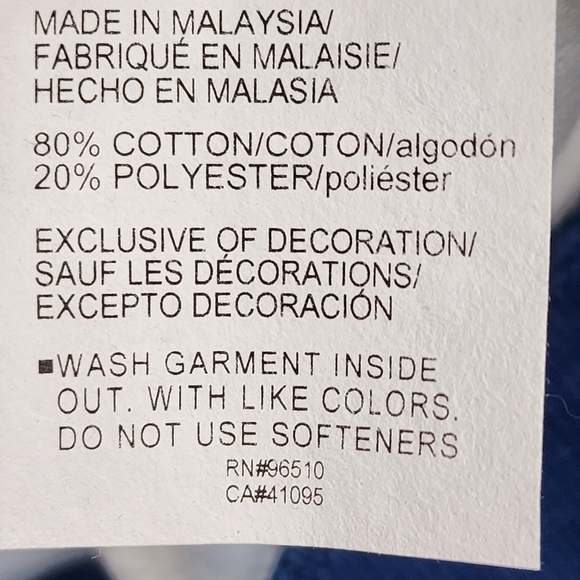 MADE IN MALAYSIA/
FABRIQUÉ EN MALAISIE/
HECHO EN MALASIA
80% COTTON/COTON/algodón
20% POLYESTER/poliéster
EXCLUSIVE OF DECORATION/
SAUF LES DÉCORATIONS/
EXCEPTO DECORACIÓN
▪WASH GARMENT INSIDE
OUT. WITH LIKE COLORS.
DO NOT USE SOFTENERS
RN#96510
CA#41095